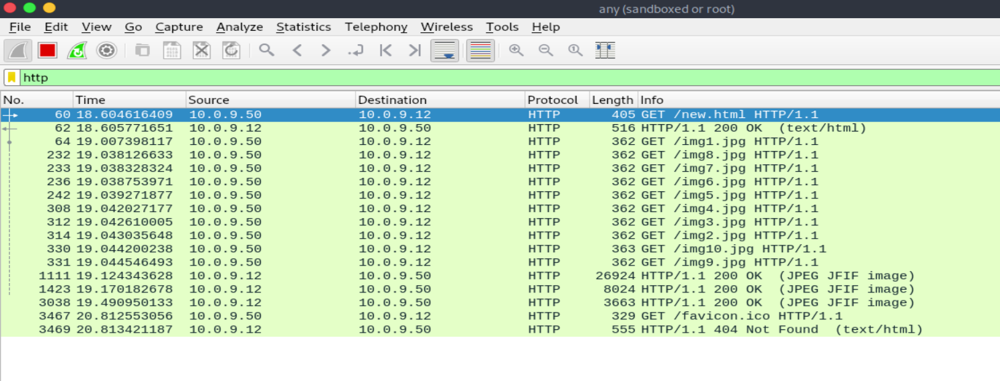 any (sandboxed or root)
File Edit View Go Capture Analyze Statistics Telephony Wireless Tools Help
http
No. Time Source Destination Protocol Length Info
60 18.604616409 10.0.9.50 10.0.9.12 HTTP 405 GET /new.html HTTP/1.1
62 18.605771651 10.0.9.12 10.0.9.50 HTTP 516 HTTP/1.1 200 OK (text/html)
64 19.007398117 10.0.9.50 10.0.9.12 HTTP 362 GET /img1.jpg HTTP/1.1
232 19.038126633 10.0.9.50 10.0.9.12 HTTP 362 GET /img8.jpg HTTP/1.1
233 19.038328324 10.0.9.50 10.0.9.12 HTTP 362 GET /img7.jpg HTTP/1.1
236 19.038753971 10.0.9.50 10.0.9.12 HTTP 362 GET /img6.jpg HTTP/1.1
242 19.039271877 10.0.9.50 10.0.9.12 HTTP 362 GET /img5.jpg HTTP/1.1
308 19.042027177 10.0.9.50 10.0.9.12 HTTP 362 GET /img4.jpg HTTP/1.1
312 19.042610005 10.0.9.50 10.0.9.12 HTTP 362 GET /img3.jpg HTTP/1.1
314 19.043035648 10.0.9.50 10.0.9.12 HTTP 362 GET /img2.jpg HTTP/1.1
330 19.044200238 10.0.9.50 10.0.9.12 HTTP 363 GET /img10.jpg HTTP/1.1
331 19.044546493 10.0.9.50 10.0.9.12 HTTP 362 GET /img9.jpg HTTP/1.1
1111 19.124343628 10.0.9.12 10.0.9.50 HTTP 26924 HTTP/1.1 200 OK (JPEG JFIF image)
1423 19.170182678 10.0.9.12 10.0.9.50 HTTP 8024 HTTP/1.1 200 OK (JPEG JFIF image)
3038 19.490950133 10.0.9.12 10.0.9.50 HTTP 3663 HTTP/1.1 200 OK (JPEG JFIF image)
3467 20.812553056 10.0.9.50 10.0.9.12 HTTP 329 GET /favicon.ico HTTP/1.1
3469 20.813421187 10.0.9.12 10.0.9.50 HTTP 555 HTTP/1.1 404 Not Found (text/html)